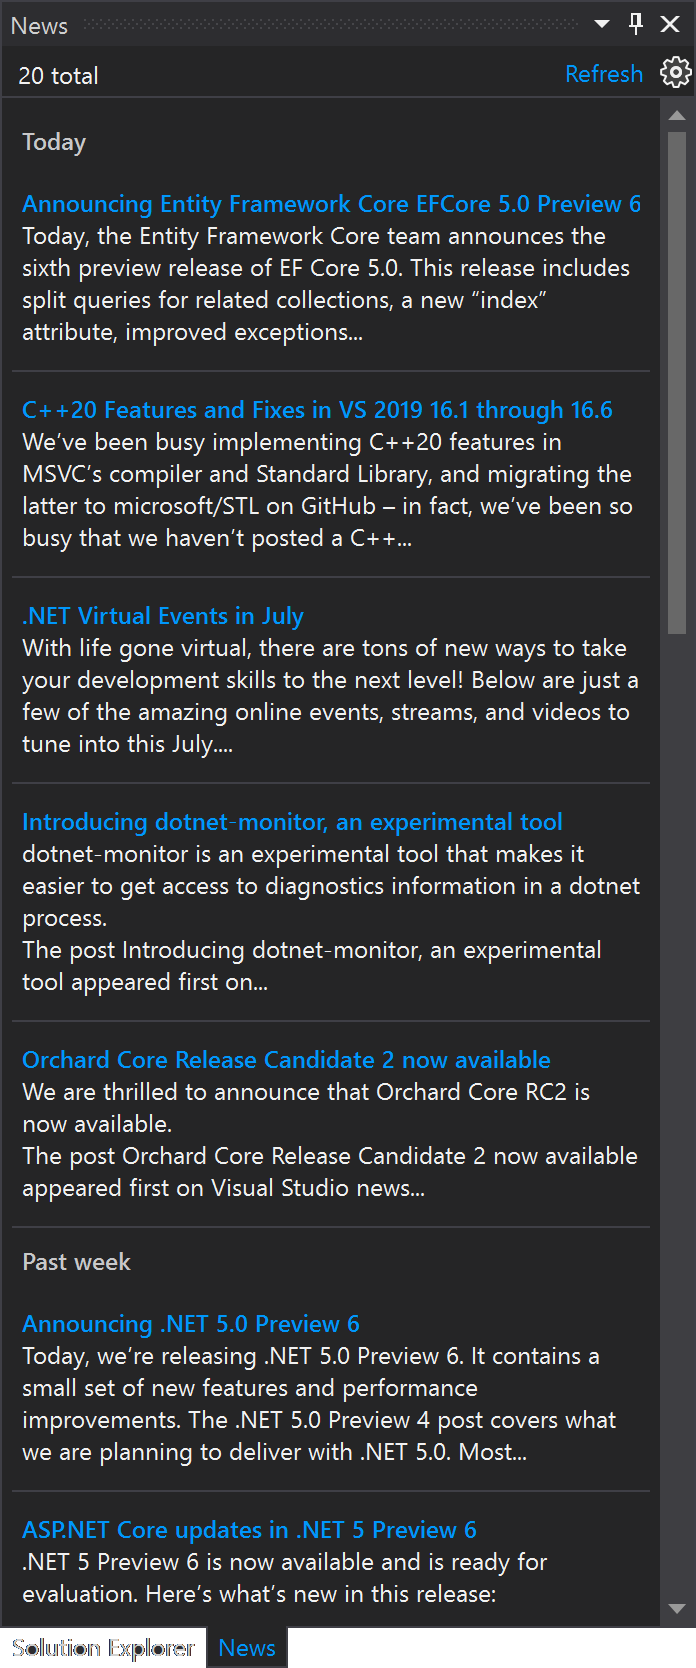 News
20 total
Refresh
Today
Announcing Entity Framework Core EFCore 5.0 Preview 6
Today, the Entity Framework Core team announces the
sixth preview release of EF Core 5.0. This release includes
split queries for related collections, a new “index”
attribute, improved exceptions...
C++20 Features and Fixes in VS 2019 16.1 through 16.6
We’ve been busy implementing C++20 features in
MSVC’s compiler and Standard Library, and migrating the
latter to microsoft/STL on GitHub – in fact, we’ve been so
busy that we haven’t posted a C++...
.NET Virtual Events in July
With life gone virtual, there are tons of new ways to take
your development skills to the next level! Below are just a
few of the amazing online events, streams, and videos to
tune into this July....
Introducing dotnet-monitor, an experimental tool
dotnet-monitor is an experimental tool that makes it
easier to get access to diagnostics information in a dotnet
process.
The post Introducing dotnet-monitor, an experimental
tool appeared first on...
Orchard Core Release Candidate 2 now available
We are thrilled to announce that Orchard Core RC2 is
now available.
The post Orchard Core Release Candidate 2 now available
appeared first on Visual Studio news...
Past week
Announcing .NET 5.0 Preview 6
Today, we’re releasing .NET 5.0 Preview 6. It contains a
small set of new features and performance
improvements. The .NET 5.0 Preview 4 post covers what
we are planning to deliver with .NET 5.0. Most...
ASP.NET Core updates in .NET 5 Preview 6
.NET 5 Preview 6 is now available and is ready for
evaluation. Here’s what’s new in this release:
Solution Explorer
News